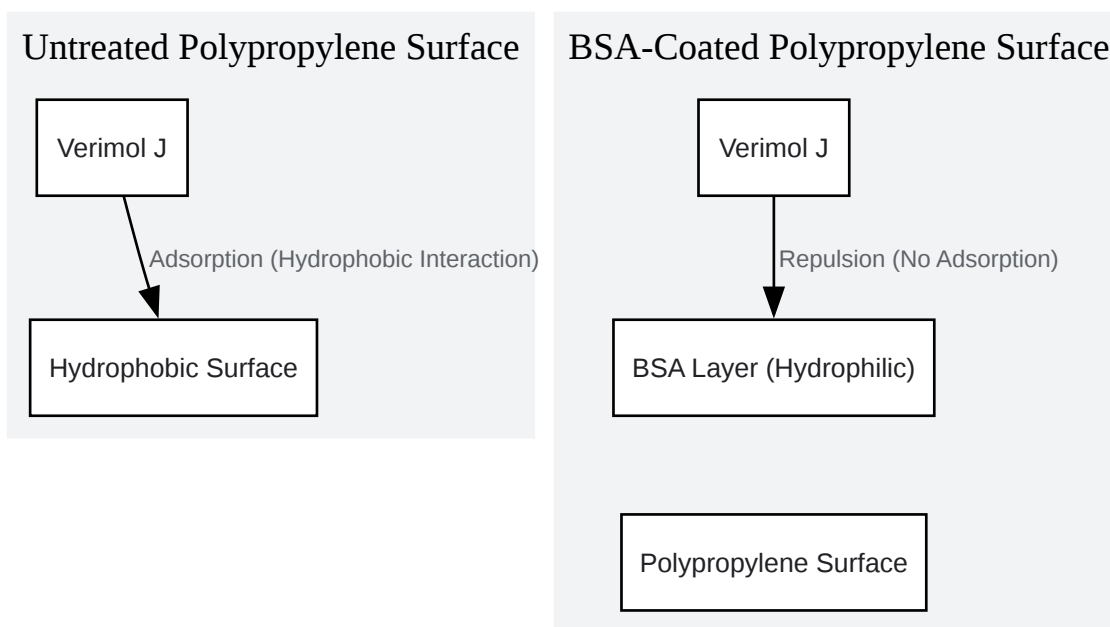 Untreated Polypropylene Surface
Verimol J
Adsorption (Hydrophobic Interaction)
Hydrophobic Surface
BSA-Coated Polypropylene Surface
Verimol J
Repulsion (No Adsorption)
BSA Layer (Hydrophilic)
Polypropylene Surface